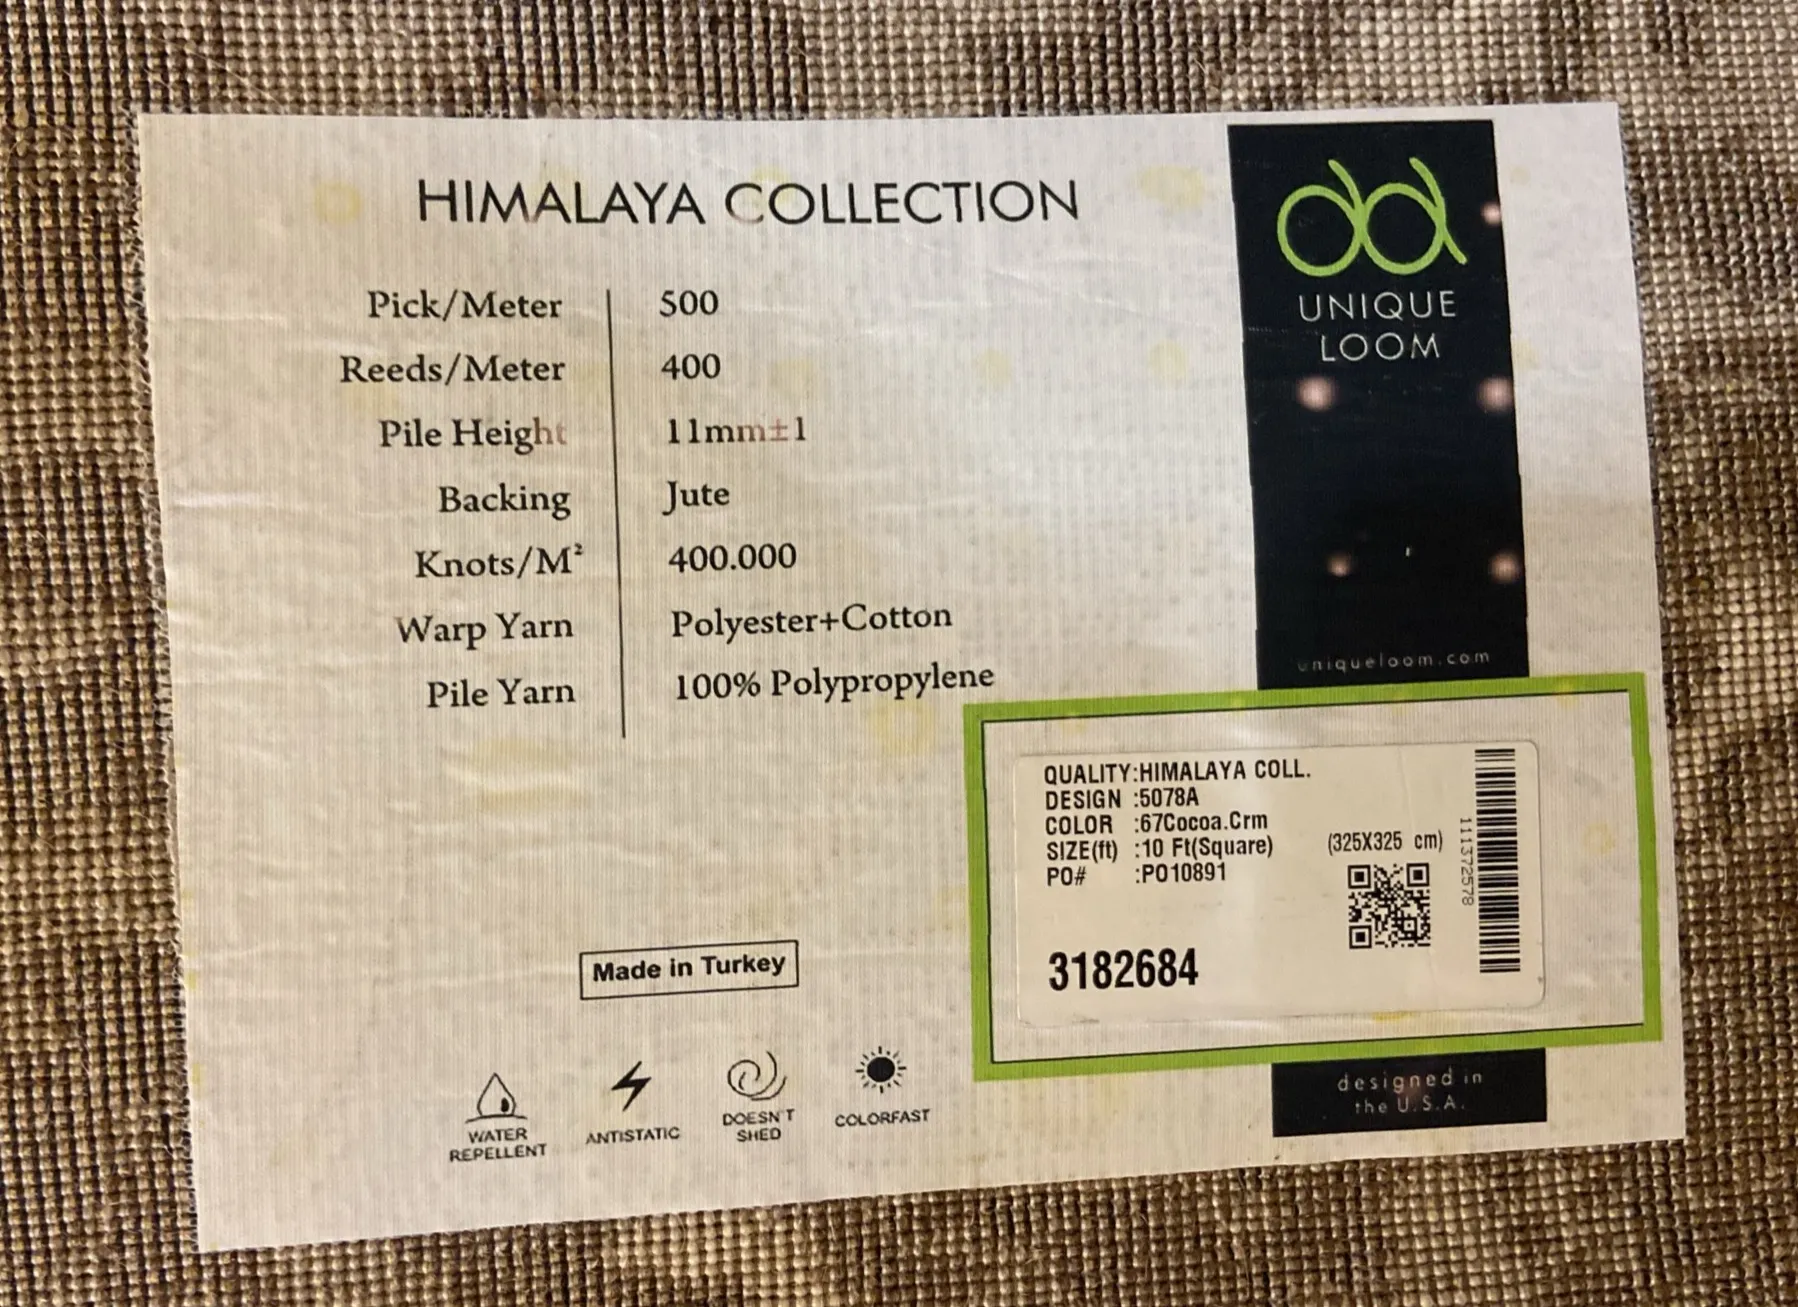 HIMALAYA COLLECTION
Pick/Meter 500
Reeds/Meter 400
Pile Height 11mm±1
Backing Jute
Knots/M² 400.000
Warp Yarn Polyester+Cotton
Pile Yarn 100% Polypropylene
UNIQUE
LOOM
uniqueloom.com
QUALITY:HIMALAYA COLL.
DESIGN :5078A
COLOR :67Cocoa.Crm
SIZE(ft) :10 Ft(Square) (325X325 cm)
PO# :PO10891
3182684
111372578
Made in Turkey
WATER
REPELLENT
ANTISTATIC
DOESN'T
SHED
COLORFAST
designed in
the U.S.A.